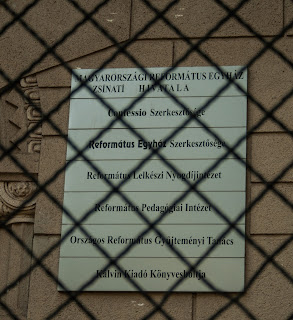 MAGYARORSZÁGI REFORMÁTUS EGYHÁZ
ZSINATI HIVATALA
Confessio Szerkesztősége
Református Egyház Szerkesztősége
Református Lelkészi Nyugdíjintézet
Református Pedagógiai Intézet
Országos Református Gyűjteményi Tanács
Kálvin Kiadó Könyvesboltja